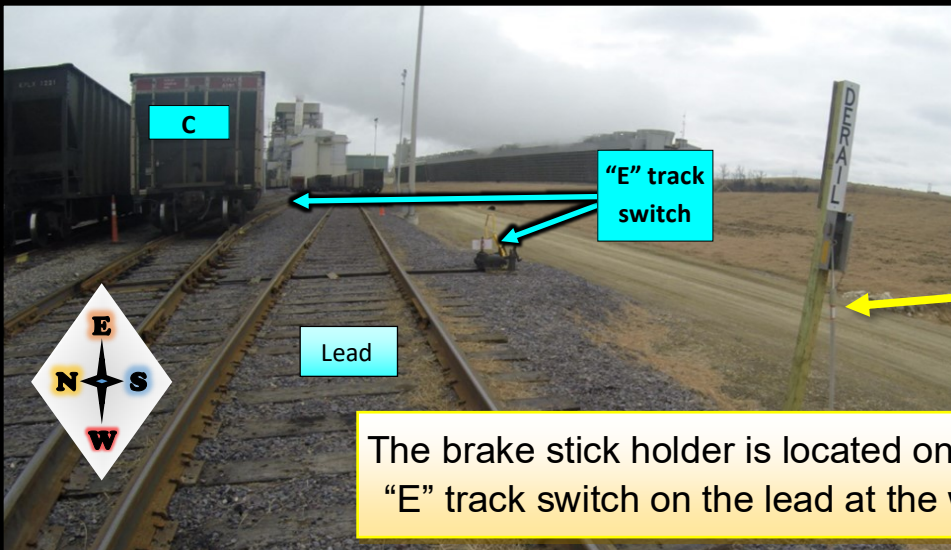 C
"E" track
switch
DERAIL
Lead
E
N S
W
The brake stick holder is located on
"E" track switch on the lead at the